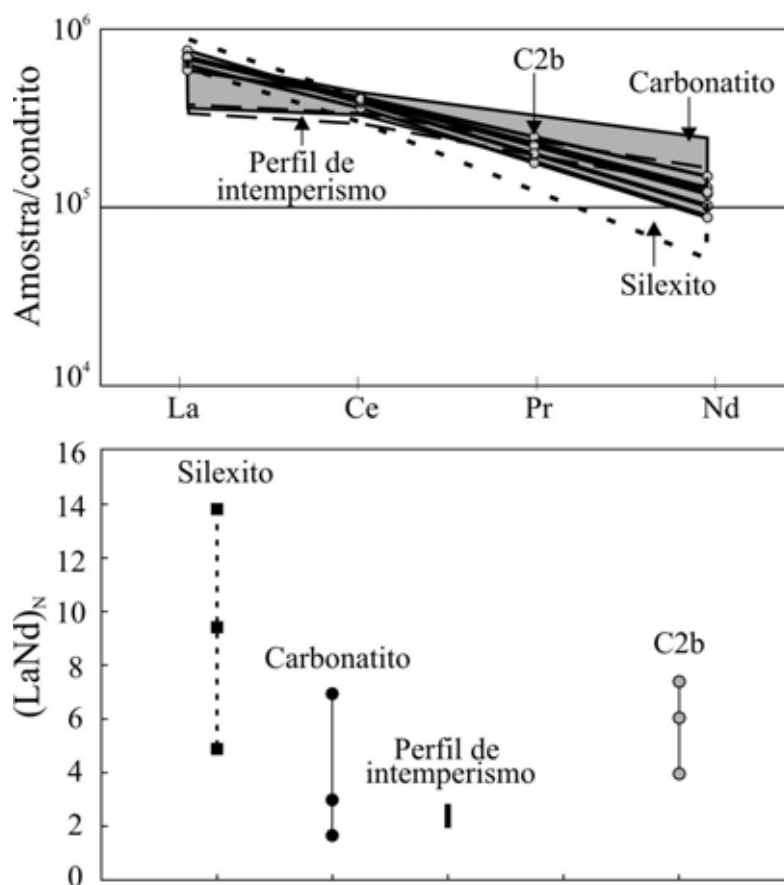 10⁶
C2b
Carbonatito
Perfil de
intemperismo
10⁵
Silexito
Amostra/condrito
10⁴
La Ce Pr Nd
16
Silexito
14
12
10
Carbonatito
C2b
8
6
Perfil de
intemperismo
4
2
0
(LaNd)N